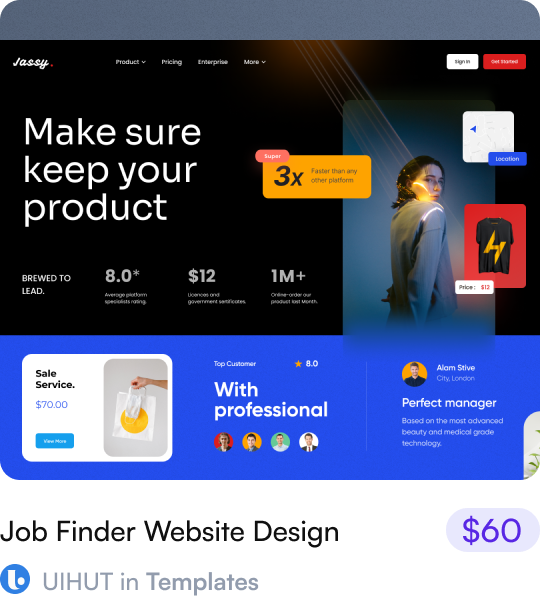 Jassy.
Product
Pricing
Enterprise
More
Sign In
Get Started
Make sure
keep your
product
Super
3x
Faster than any
other platform
Location
Price : $12
BREWED TO
LEAD.
8.0*
Average platform
specialists rating.
$12
Licences and
government sertificates.
1M+
Online-order our
product last Month.
Sale
Service.
$70.00
View More
Top Customer
8.0
With
professional
Alam Stive
City, London
Perfect manager
Based on the most advanced
beauty and medical grade
technology.
Job Finder Website Design
$60
UIHUT in Templates